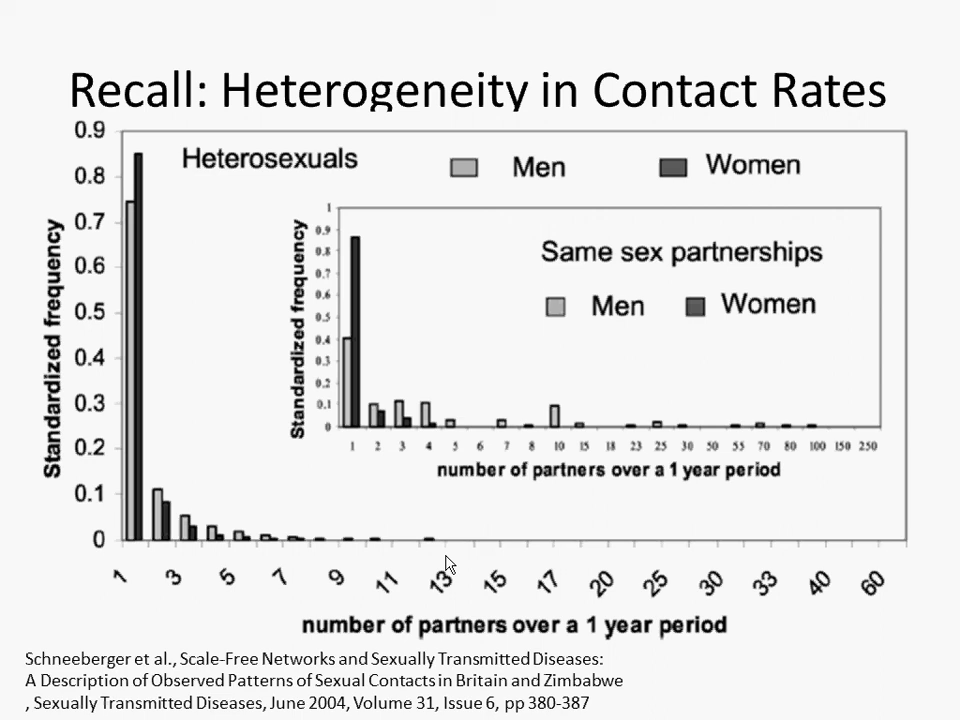 Recall: Heterogeneity in Contact Rates
Heterosexuals
Men
Women
Standardized frequency
0.9
0.8
0.7
0.6
0.5
0.4
0.3
0.2
0.1
0
Same sex partnerships
Men
Women
Standardized frequency
1
0.9
0.8
0.7
0.6
0.5
0.4
0.3
0.2
0.1
0
1 2 3 4 5 6 7 8 10 15 18 23 25 30 50 55 70 80 100 150 250
number of partners over a 1 year period
1 3 5 7 9 11 13 15 17 20 25 30 33 40 60
number of partners over a 1 year period
Schneeberger et al., Scale-Free Networks and Sexually Transmitted Diseases:
A Description of Observed Patterns of Sexual Contacts in Britain and Zimbabwe
, Sexually Transmitted Diseases, June 2004, Volume 31, Issue 6, pp 380-387